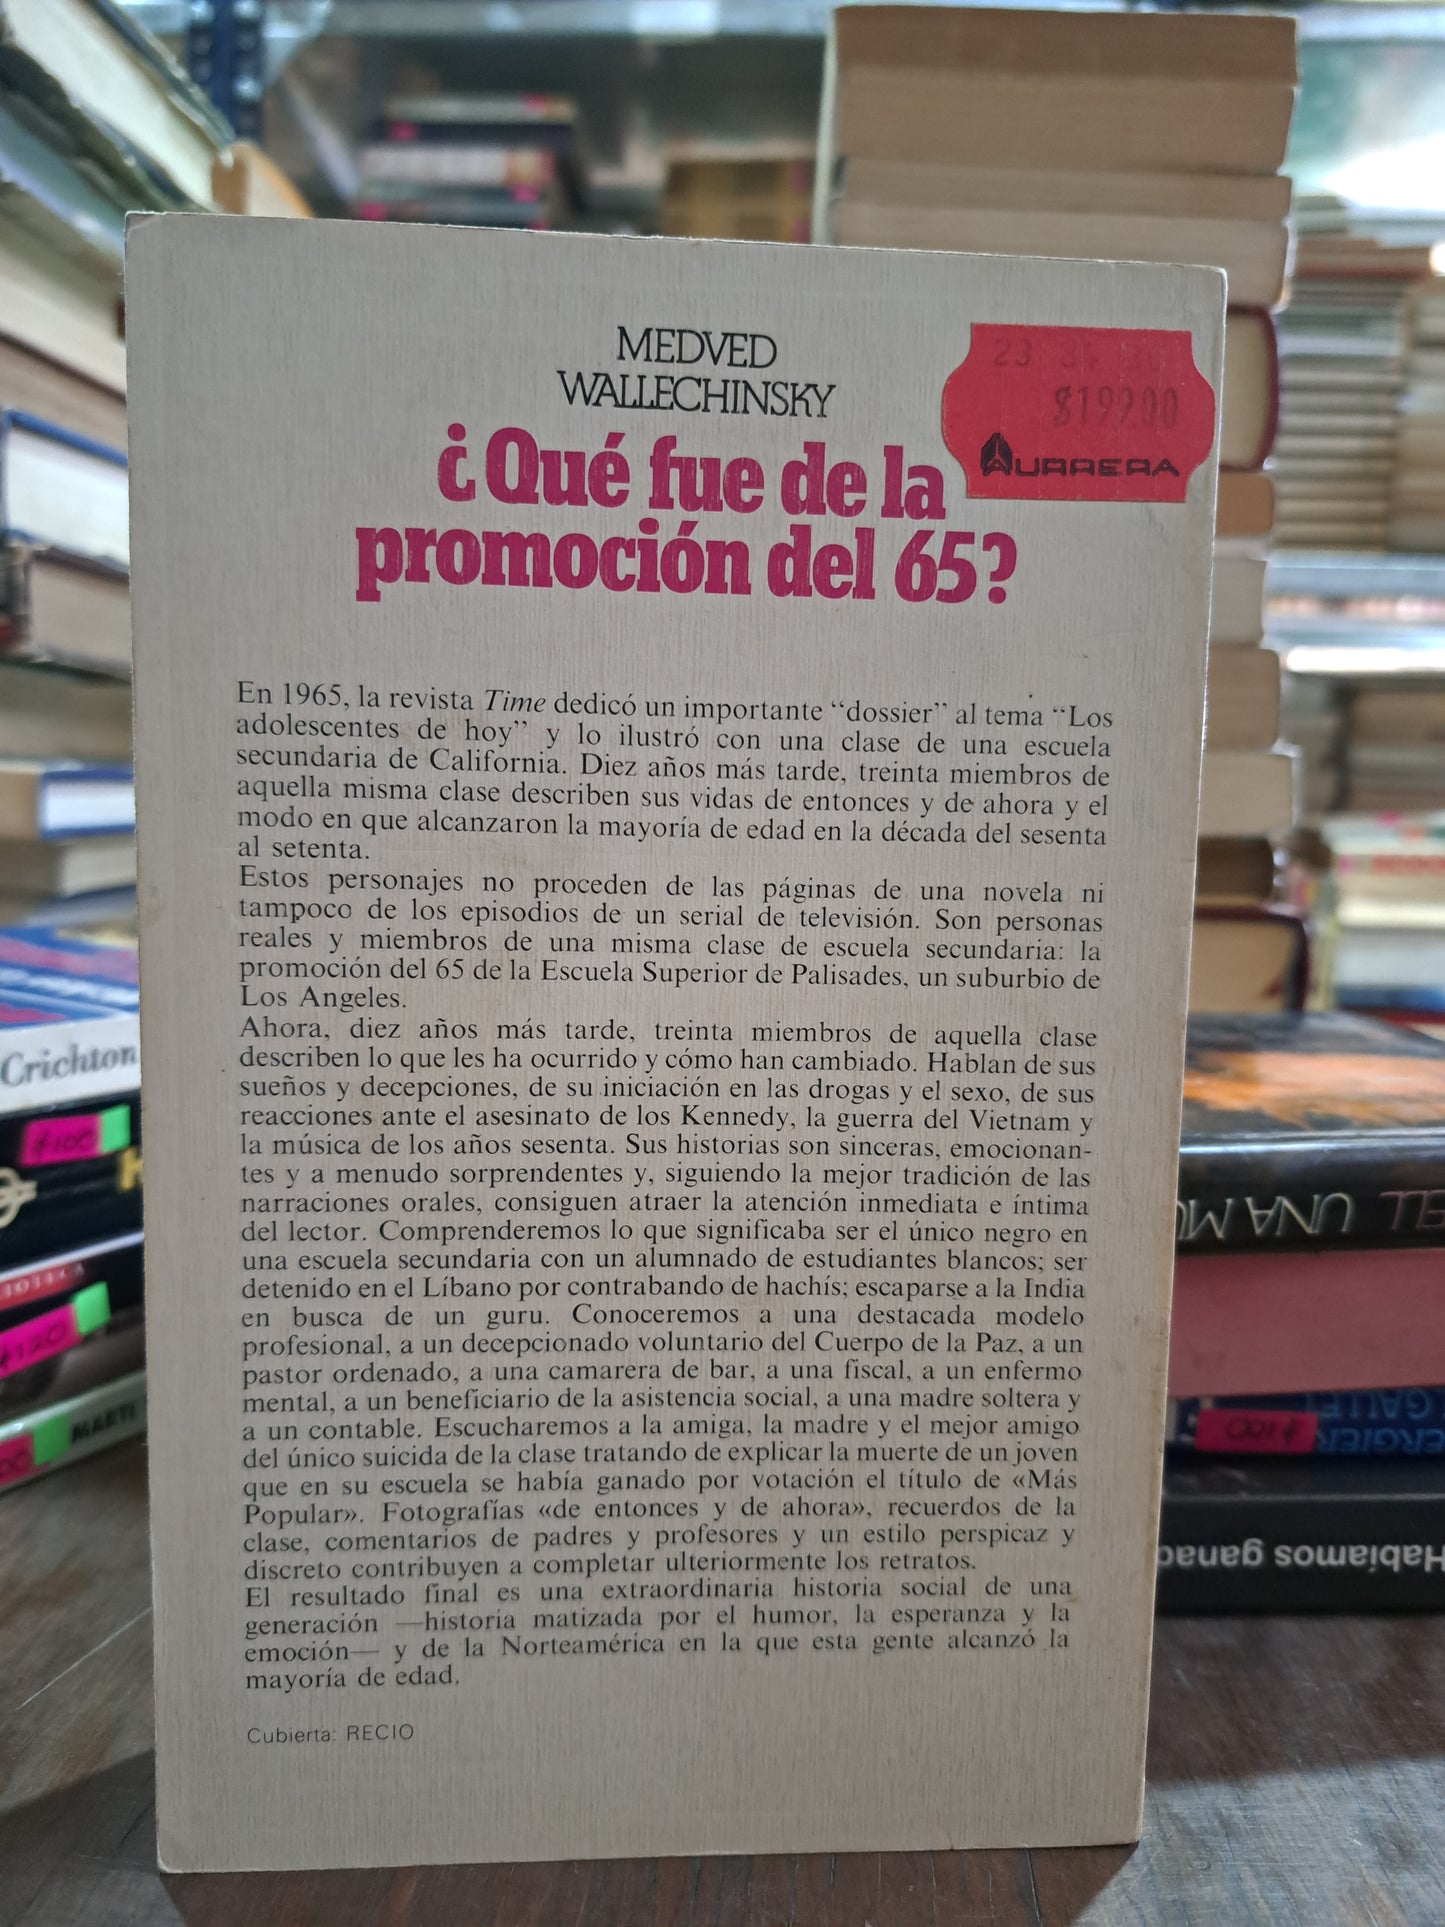 MEDVED
WALLECHINSKY
¿Qué fue de la
promoción del 65?
$199.00
AURRERA
En 1965, la revista Time dedicó un importante “dossier” al tema “Los
adolescentes de hoy” y lo ilustró con una clase de una escuela
secundaria de California. Diez años más tarde, treinta miembros de
aquella misma clase describen sus vidas de entonces y de ahora y el
modo en que alcanzaron la mayoría de edad en la década del sesenta
al setenta.
Estos personajes no proceden de las páginas de una novela ni
tampoco de los episodios de un serial de televisión. Son personas
reales y miembros de una misma clase de escuela secundaria: la
promoción del 65 de la Escuela Superior de Palisades, un suburbio de
Los Angeles.
Ahora, diez años más tarde, treinta miembros de aquella clase
describen lo que les ha ocurrido y cómo han cambiado. Hablan de sus
sueños y decepciones, de su iniciación en las drogas y el sexo, de sus
reacciones ante el asesinato de los Kennedy, la guerra del Vietnam y
la música de los años sesenta. Sus historias son sinceras, emocionan-
tes y a menudo sorprendentes y, siguiendo la mejor tradición de las
narraciones orales, consiguen atraer la atención inmediata e íntima
del lector. Comprenderemos lo que significaba ser el único negro en
una escuela secundaria con un alumnado de estudiantes blancos; ser
detenido en el Líbano por contrabando de hachís; escaparse a la India
en busca de un guru. Conoceremos a una destacada modelo
profesional, a un decepcionado voluntario del Cuerpo de la Paz, a un
pastor ordenado, a una camarera de bar, a una fiscal, a un enfermo
mental, a un beneficiario de la asistencia social, a una madre soltera y
a un contable. Escucharemos a la amiga, la madre y el mejor amigo
del único suicida de la clase tratando de explicar la muerte de un joven
que en su escuela se había ganado por votación el título de «Más
Popular». Fotografías «de entonces y de ahora», recuerdos de la
clase, comentarios de padres y profesores y un estilo perspicaz y
discreto contribuyen a completar ulteriormente los retratos.
El resultado final es una extraordinaria historia social de una
generación —historia matizada por el humor, la esperanza y la
emoción— y de la Norteamérica en la que esta gente alcanzó la
mayoría de edad.
Cubierta: RECIO
Crichton
$100
$120
MARTI
UNA
GALLE
$100
Habíamos